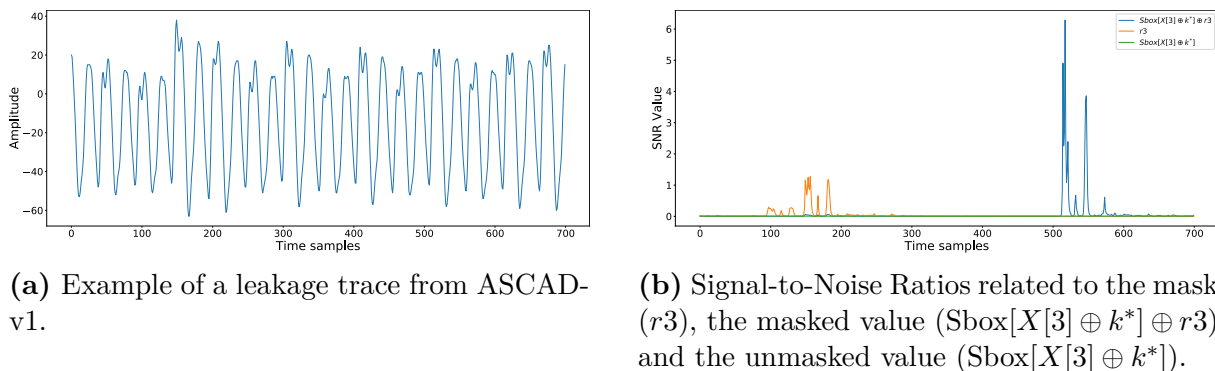 40
20
0
−20
−40
−60
Amplitude
0 100 200 300 400 500 600 700
Time samples
6
5
4
3
2
1
0
SNR Value
Sbox[X[3] ⊕ k*] ⊕ r3
r3
Sbox[X[3] ⊕ k*]
0 100 200 300 400 500 600 700
Time samples
(a) Example of a leakage trace from ASCAD-
v1.
(b) Signal-to-Noise Ratios related to the mask
(r3), the masked value (Sbox[X[3] ⊕ k*] ⊕ r3)
and the unmasked value (Sbox[X[3] ⊕ k*]).